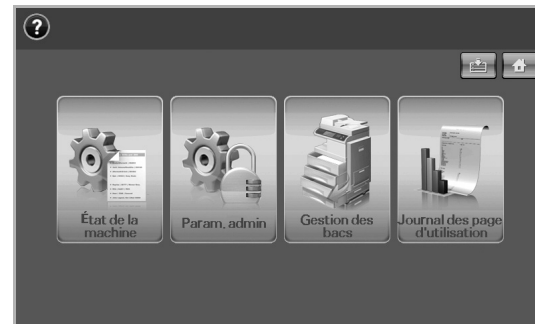 ?
État de la
machine
Param. admin
Gestion des
bacs
Journal des page
d'utilisation